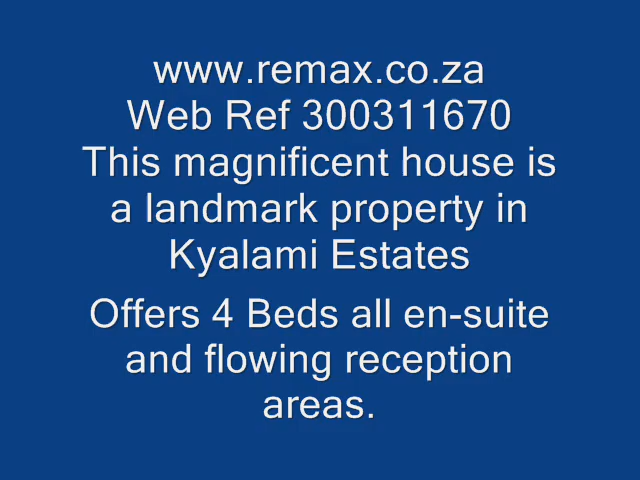 www.remax.co.za
Web Ref 300311670
This magnificent house is
a landmark property in
Kyalami Estates
Offers 4 Beds all en-suite
and flowing reception
areas.